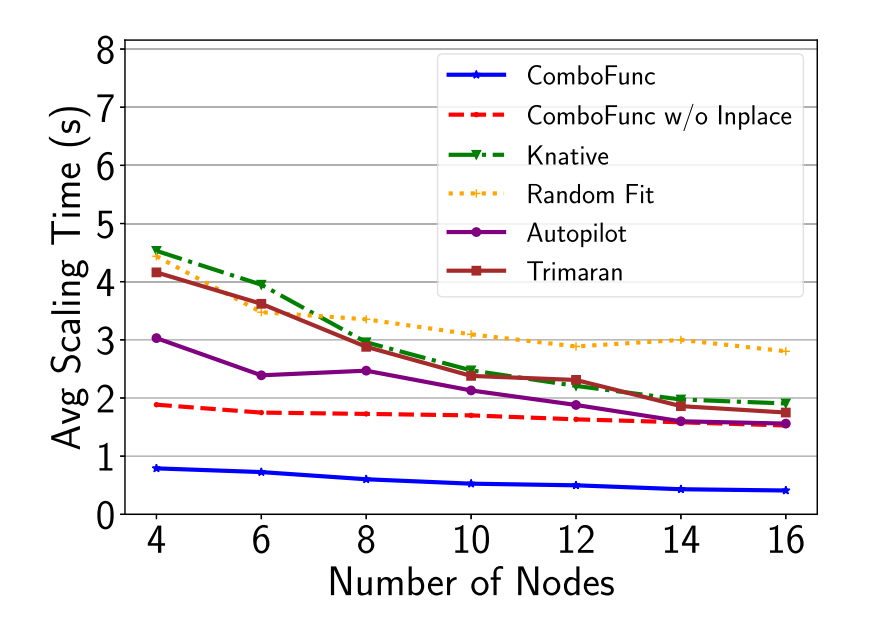 8
7
6
5
4
3
2
1
0
Avg Scaling Time (s)
ComboFunc
ComboFunc w/o Inplace
Knative
Random Fit
Autopilot
Trimaran
4 6 8 10 12 14 16
Number of Nodes